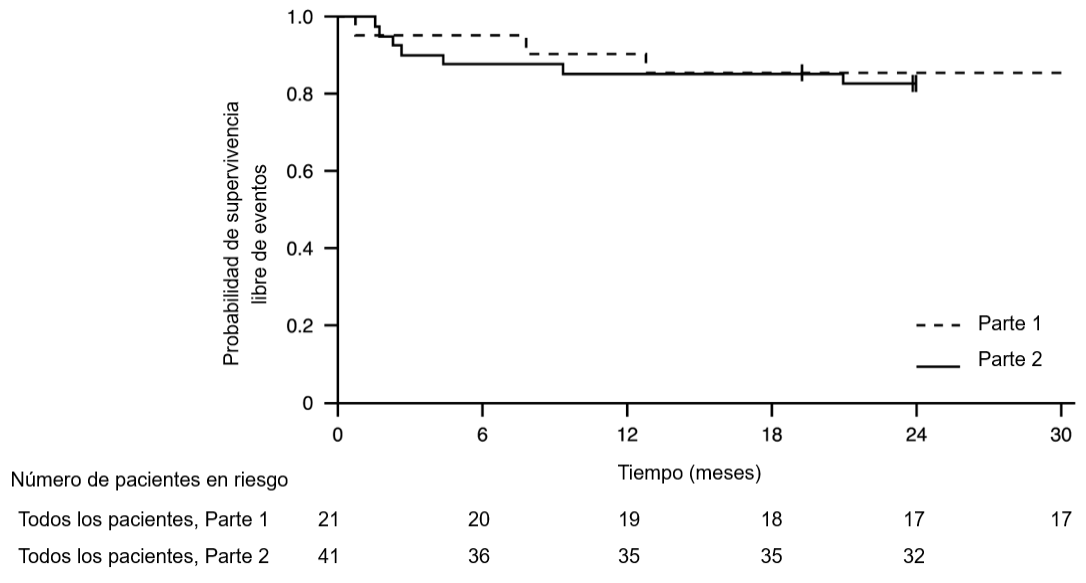 1.0
0.8
0.6
0.4
0.2
0
Probabilidad de supervivencia
libre de eventos
Parte 1
Parte 2
0 6 12 18 24 30
Tiempo (meses)
Número de pacientes en riesgo
Todos los pacientes, Parte 1 21 20 19 18 17 17
Todos los pacientes, Parte 2 41 36 35 35 32